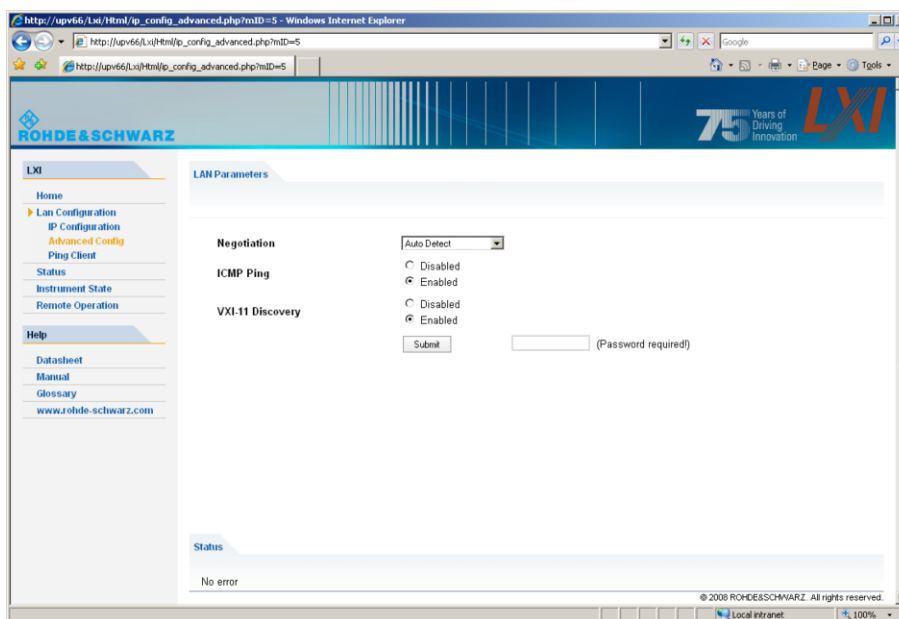 http://upv66/Lxi/Html/ip_config_advanced.php?mID=5 - Windows Internet Explorer
http://upv66/Lxi/Html/ip_config_advanced.php?mID=5
Google
http://upv66/Lxi/Html/ip_config_advanced.php?mID=5
Page
Tools
ROHDE&SCHWARZ
75 Years of
Driving
Innovation
LXI
LXI
Home
Lan Configuration
IP Configuration
Advanced Config
Ping Client
Status
Instrument State
Remote Operation
Help
Datasheet
Manual
Glossary
www.rohde-schwarz.com
LAN Parameters
Negotiation
Auto Detect
ICMP Ping
Disabled
Enabled
VXI-11 Discovery
Disabled
Enabled
Submit
(Password required!)
Status
No error
© 2008 ROHDE&SCHWARZ. All rights reserved.
Local intranet
100%